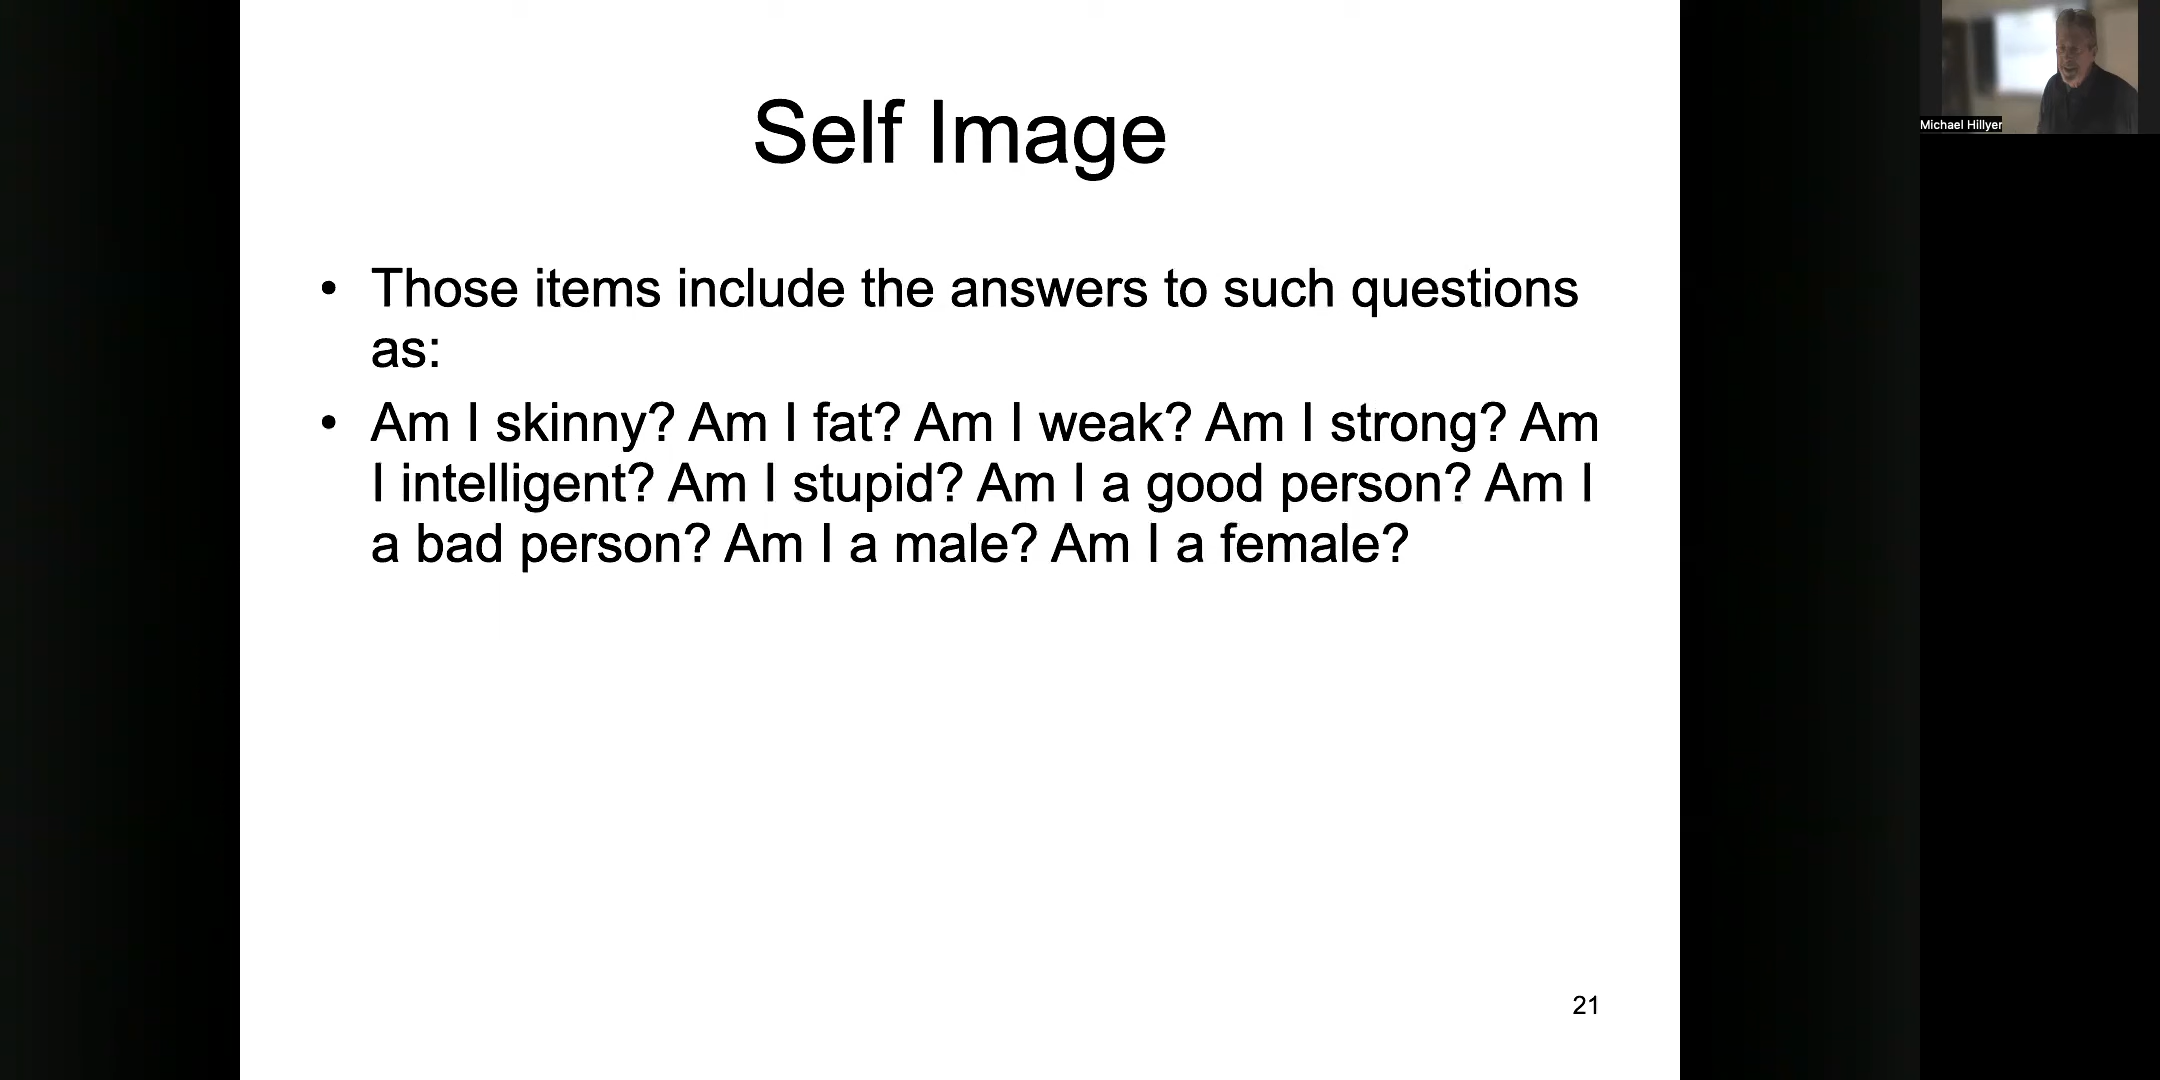 Self Image
• Those items include the answers to such questions
as:
• Am I skinny? Am I fat? Am I weak? Am I strong? Am
I intelligent? Am I stupid? Am I a good person? Am I
a bad person? Am I a male? Am I a female?
21
Michael Hillyer